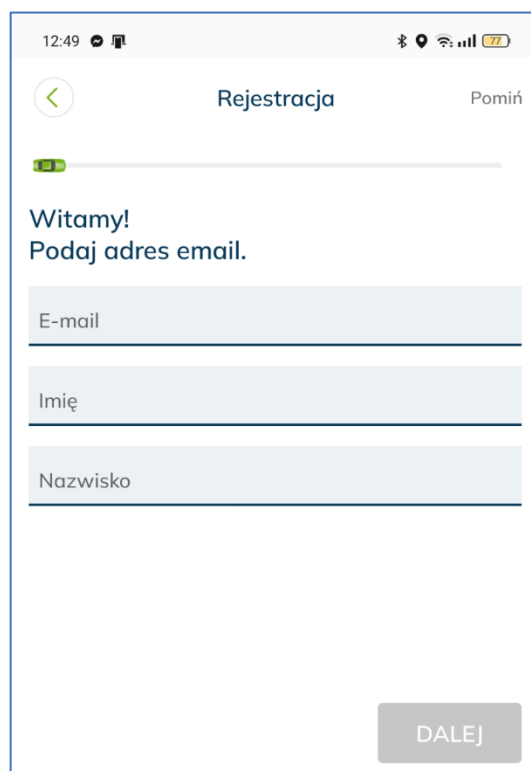 12:49 77
Rejestracja Pomiń
Witamy!
Podaj adres email.
E-mail
Imię
Nazwisko
DALEJ